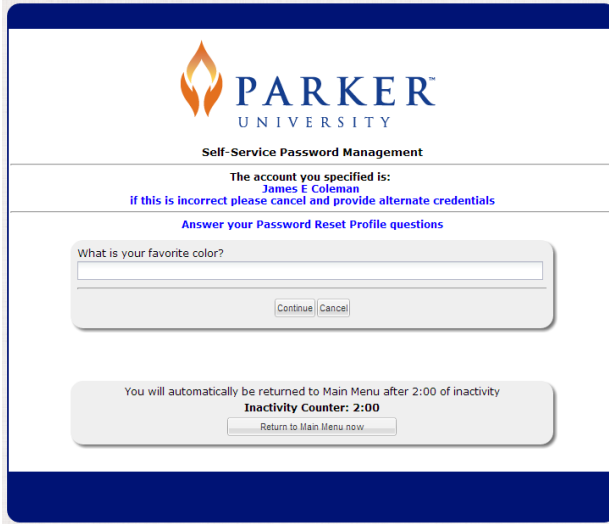 PARKER™
UNIVERSITY
Self-Service Password Management
The account you specified is:
James E Coleman
if this is incorrect please cancel and provide alternate credentials
Answer your Password Reset Profile questions
What is your favorite color?
Continue Cancel
You will automatically be returned to Main Menu after 2:00 of inactivity
Inactivity Counter: 2:00
Return to Main Menu now